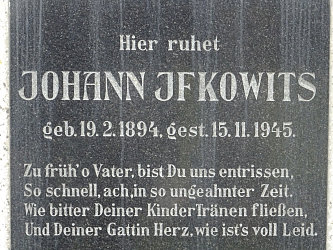 Hier ruhet
JOHANN JFKOWITS
geb. 19. 2. 1894, gest. 15. 11. 1945.
Zu früh' o Vater, bist Du uns entrissen,
So schnell, ach, in so ungeahnter Zeit.
Wie bitter Deiner Kinder Tränen fließen,
Und Deiner Gattin Herz, wie ist's voll Leid.